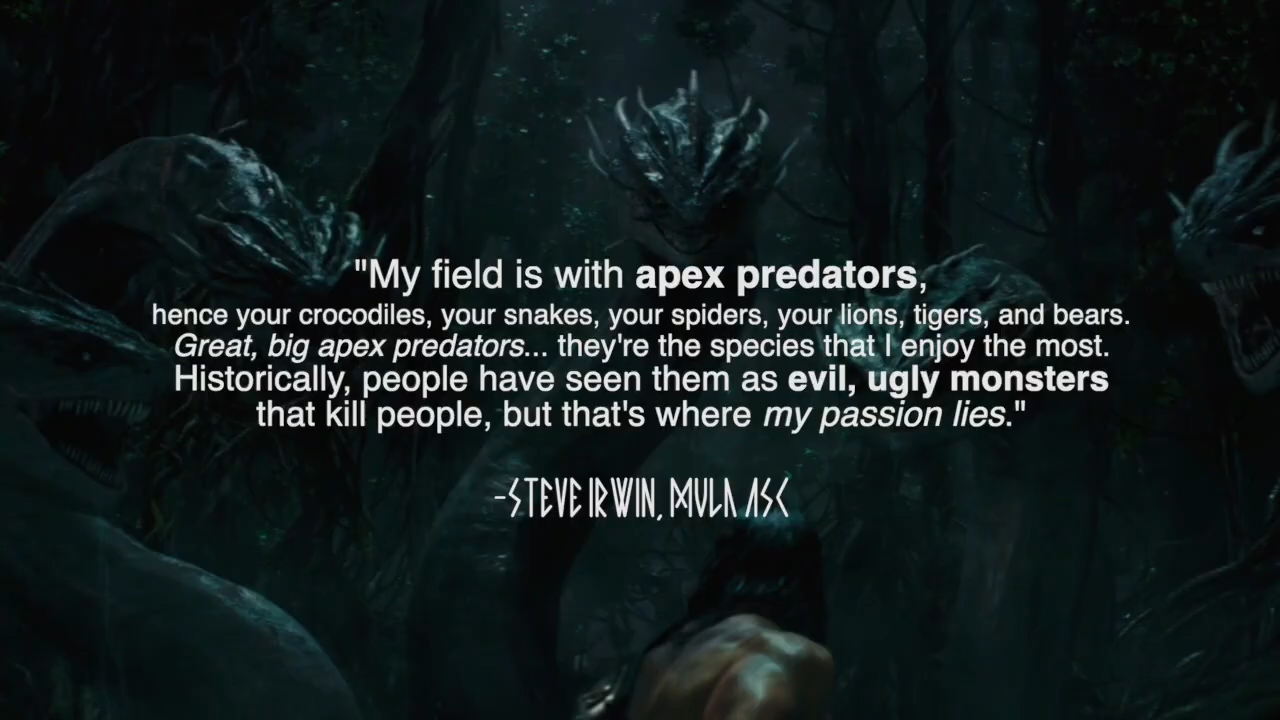 "My field is with apex predators,
hence your crocodiles, your snakes, your spiders, your lions, tigers, and bears.
Great, big apex predators... they're the species that I enjoy the most.
Historically, people have seen them as evil, ugly monsters
that kill people, but that's where my passion lies."
-STEVE IRWIN, MULA ASC